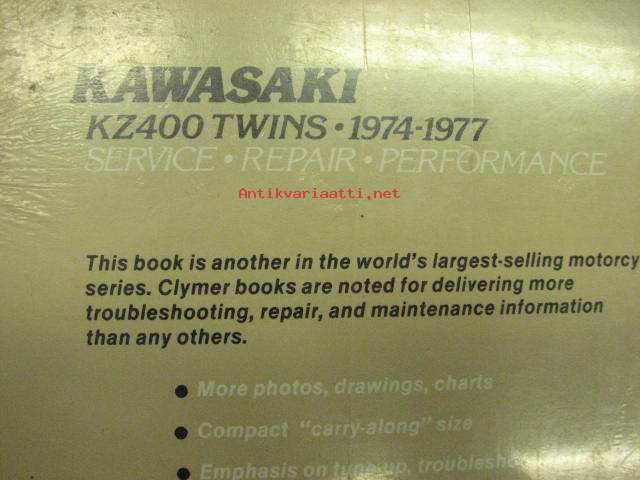 KAWASAKI
KZ400 TWINS • 1974-1977
SERVICE • REPAIR • PERFORMANCE
Antikvariaatti.net
This book is another in the world's largest-selling motorcy
series. Clymer books are noted for delivering more
troubleshooting, repair, and maintenance information
than any others.
● More photos, drawings, charts
● Compact "carry-along" size
● Emphasis on tune-up,